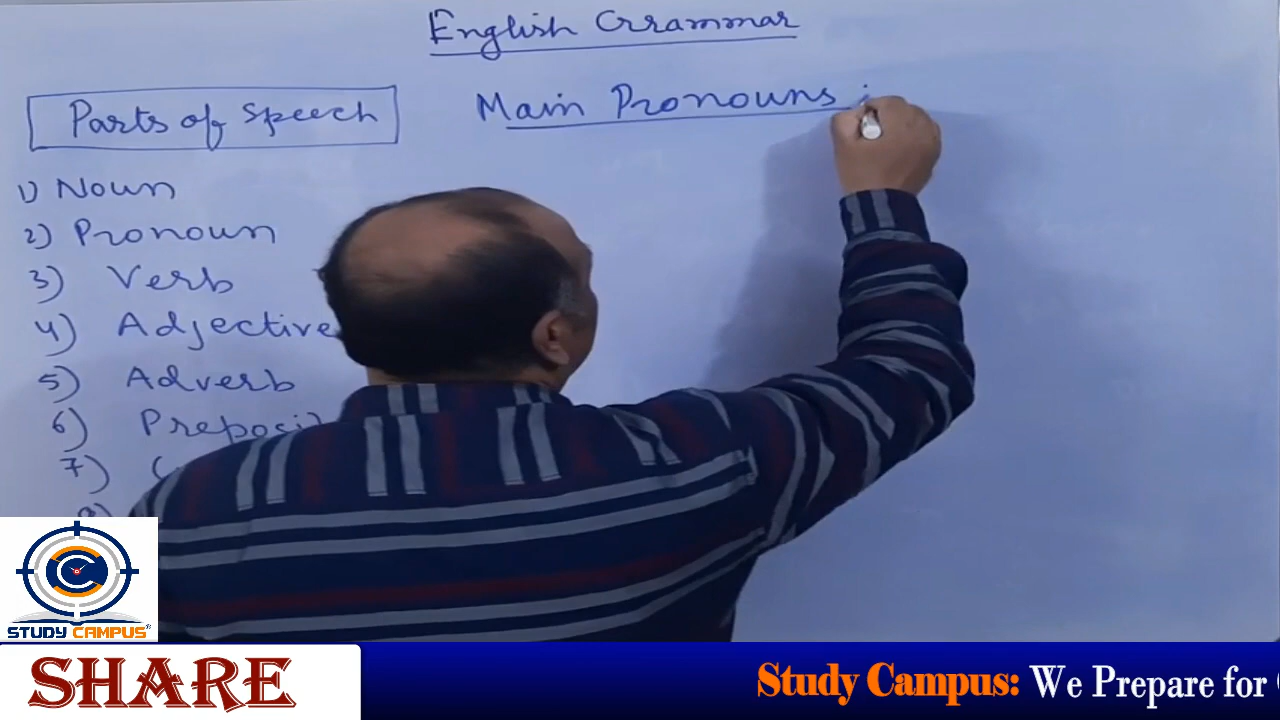 English Grammar
Parts of Speech
Main Pronouns :
1) Noun
2) Pronoun
3) Verb
4) Adjective
5) Adverb
6)
7)
STUDY CAMPUS
SHARE
Study Campus: We Prepare for